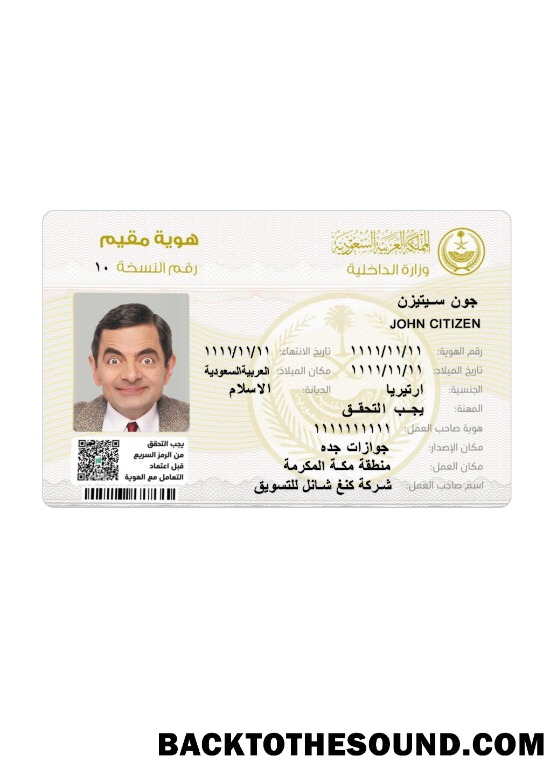 هوية مقيم
المملكة العربية السعودية
وزارة الداخلية
رقم النسخة ١٠
جون سيتيزن
JOHN CITIZEN
رقم الهوية: ١١١١/١١/١١ تاريخ الانتهاء: ١١١١/١١/١١
تاريخ الميلاد: ١١١١/١١/١١ مكان الميلاد: العربيةالسعودية
الجنسية: ارتيريا الديانة: الاسلام
المهنة: يجب التحقق
هوية صاحب العمل: ١١١١١١١١١١
مكان الإصدار: جوازات جده
مكان العمل: منطقة مكة المكرمة
اسم صاحب العمل: شركة كنغ شانل للتسويق
يجب التحقق
من الرمز السريع
قبل اعتماد
التعامل مع الهوية
BACKTOTHESOUND.COM